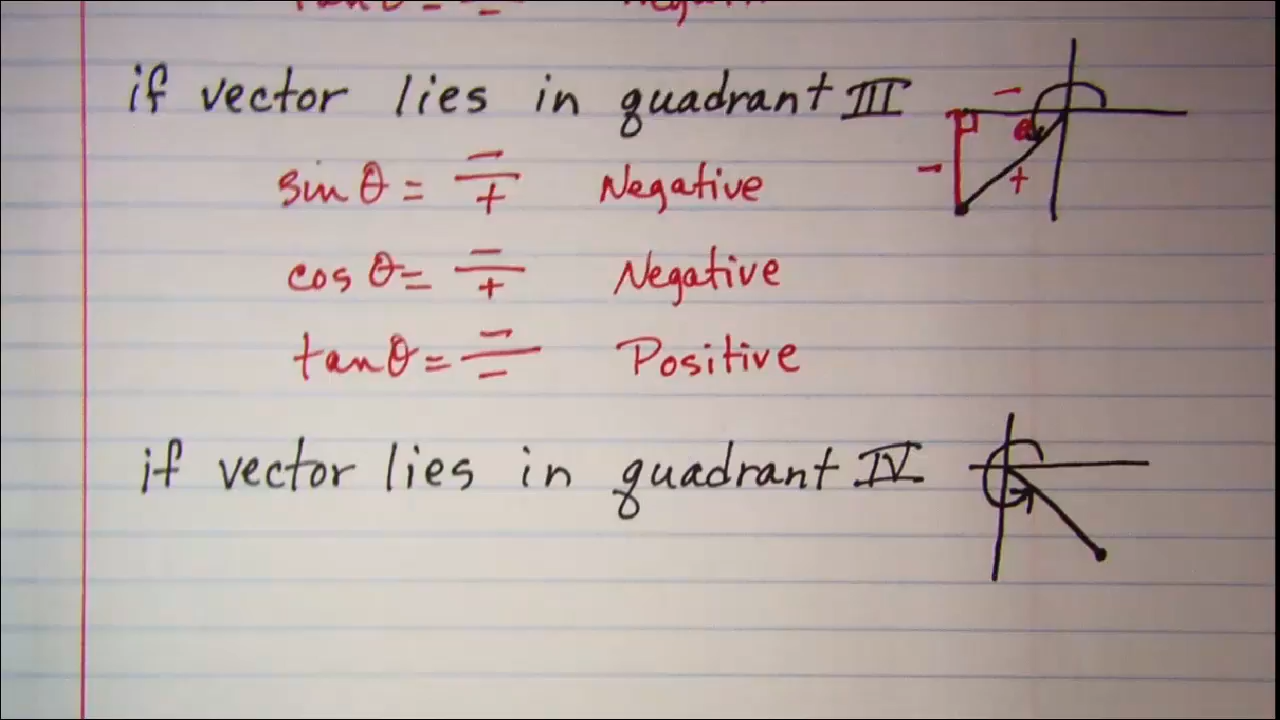 if vector lies in quadrant III
sin θ = −/+ Negative
cos θ = −/+ Negative
tan θ = −/− Positive
if vector lies in quadrant IV